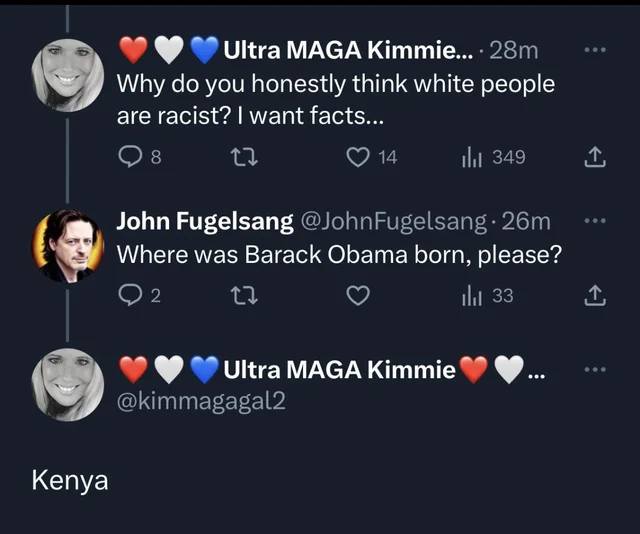 ❤️🤍💙Ultra MAGA Kimmie... · 28m ...
Why do you honestly think white people
are racist? I want facts...
8 14 349
John Fugelsang @JohnFugelsang · 26m ...
Where was Barack Obama born, please?
2 33
❤️🤍💙Ultra MAGA Kimmie❤️🤍... ...
@kimmagagal2
Kenya